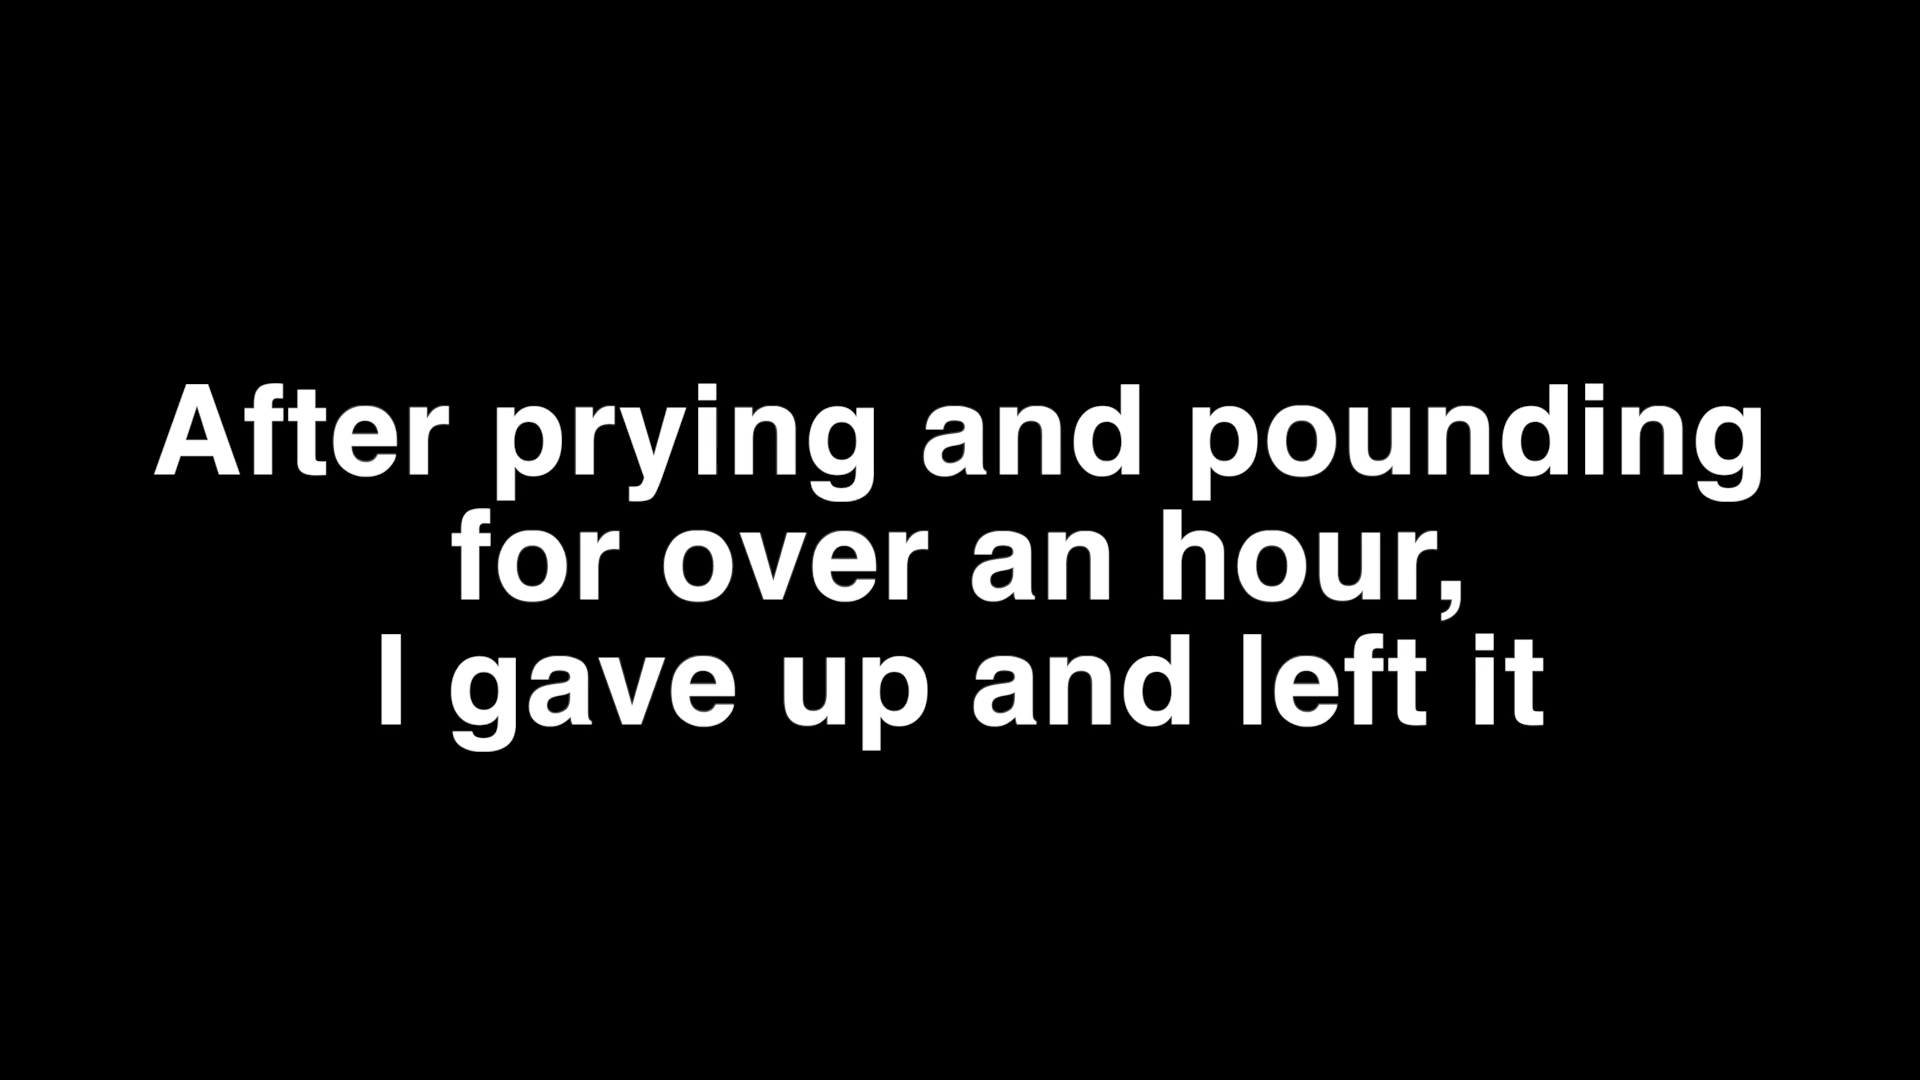 After prying and pounding
for over an hour,
I gave up and left it